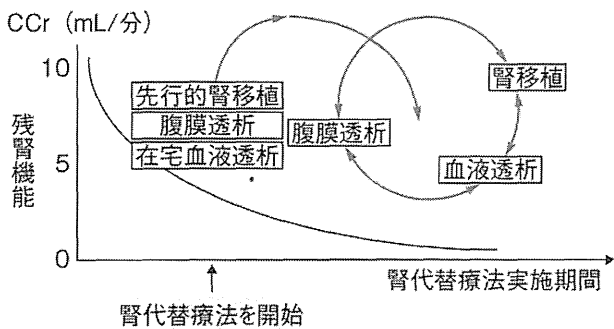 CCr（mL/分）
10
5
0
残腎機能
先行的腎移植
腹膜透析
在宅血液透析
腹膜透析
腎移植
血液透析
腎代替療法実施期間
腎代替療法を開始